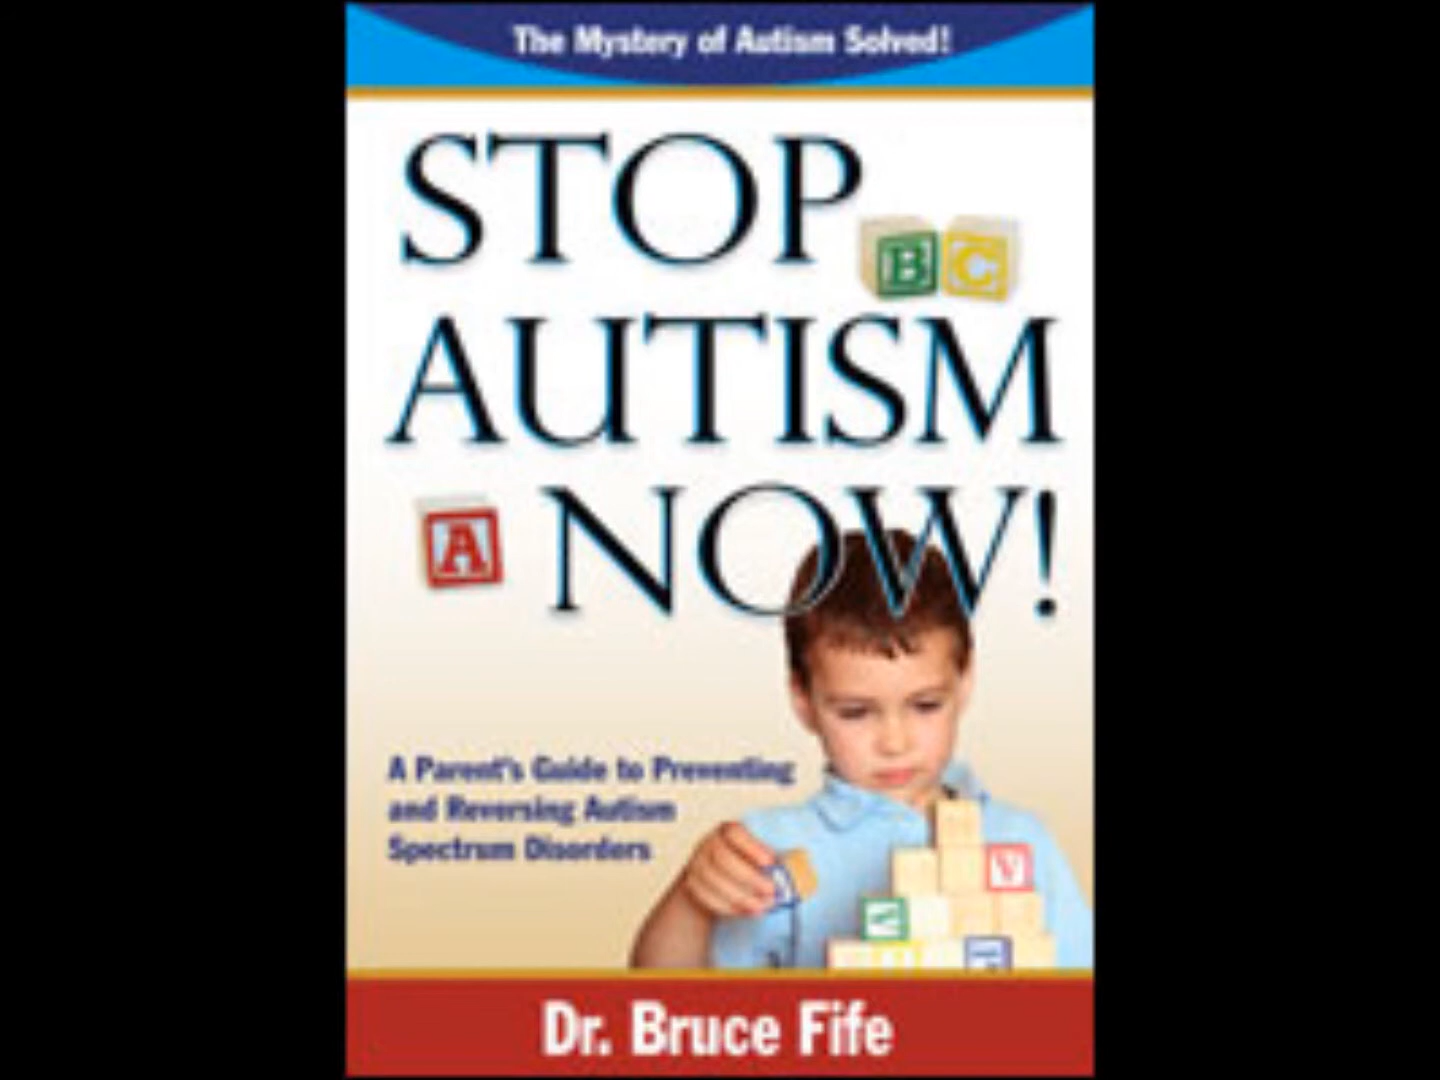 The Mystery of Autism Solved!
STOP
B C
AUTISM
A NOW!
A Parent's Guide to Preventing
and Reversing Autism
Spectrum Disorders
V
Dr. Bruce Fife